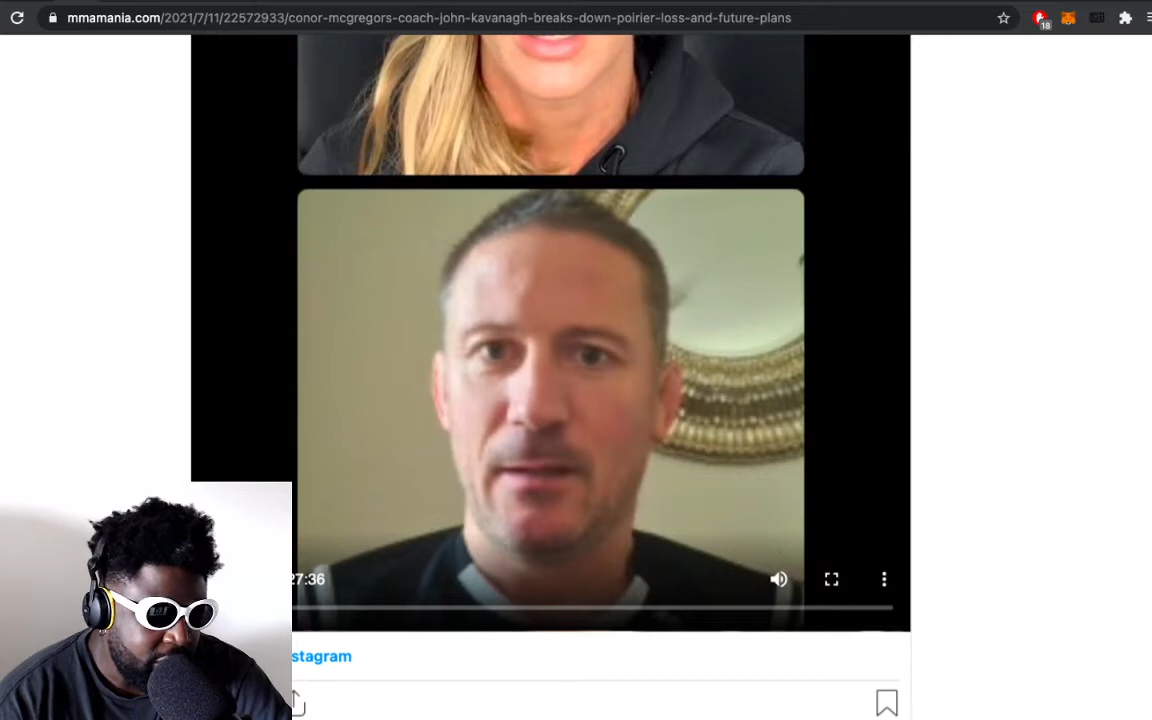 mmamania.com/2021/7/11/22572933/conor-mcgregors-coach-john-kavanagh-breaks-down-poirier-loss-and-future-plans
18
27:36
stagram